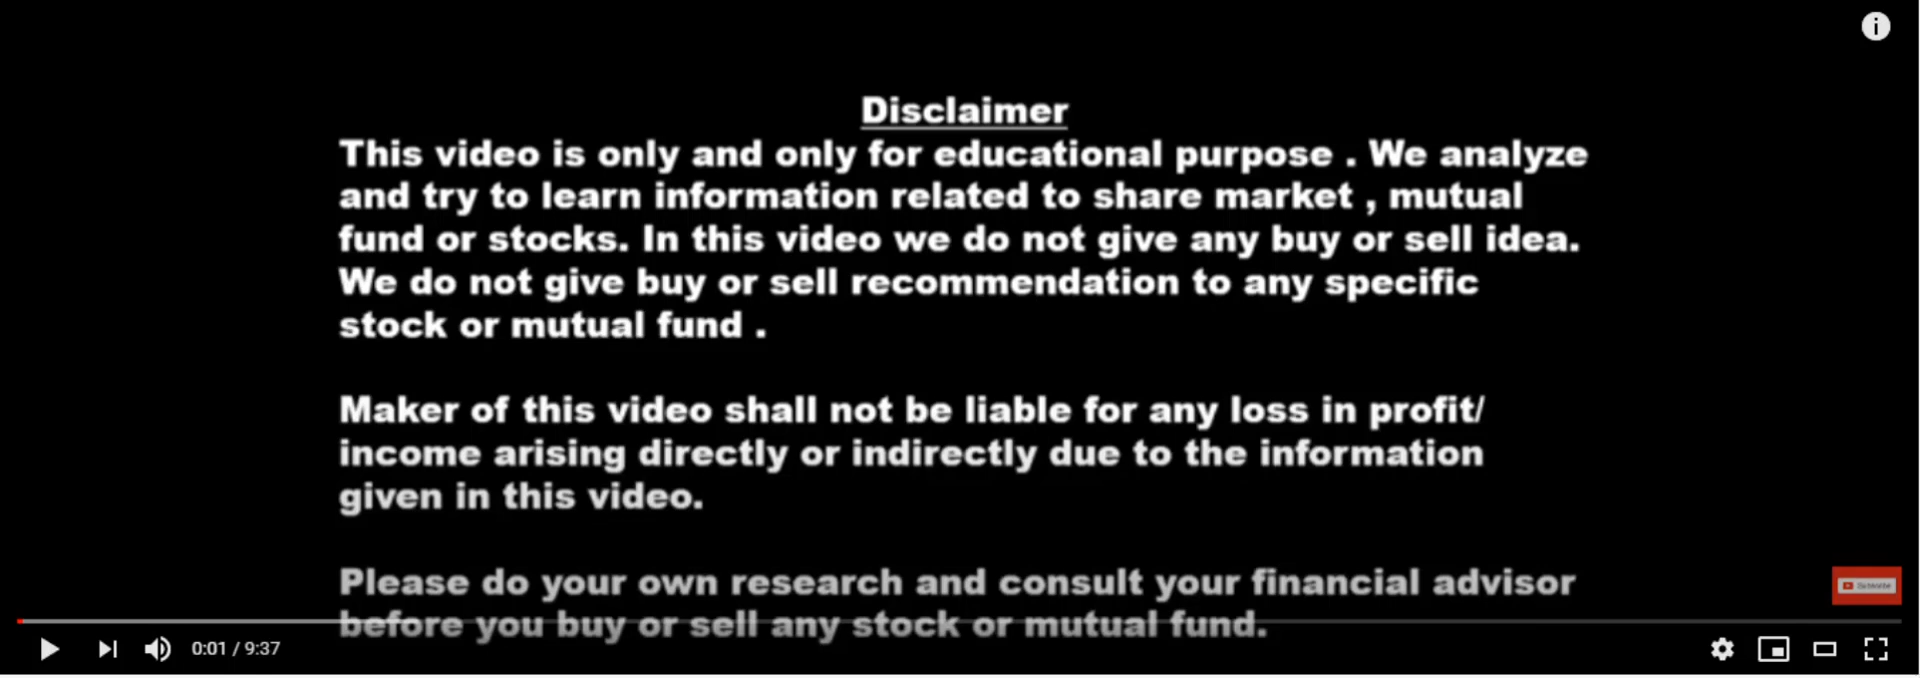 Disclaimer
This video is only and only for educational purpose . We analyze
and try to learn information related to share market , mutual
fund or stocks. In this video we do not give any buy or sell idea.
We do not give buy or sell recommendation to any specific
stock or mutual fund .
Maker of this video shall not be liable for any loss in profit/
income arising directly or indirectly due to the information
given in this video.
Please do your own research and consult your financial advisor
before you buy or sell any stock or mutual fund.
0:01 / 9:37